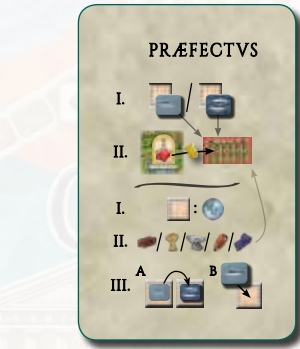 PRÆFECTVS
I. /
II.
I. :
II. / / / /
III. A B